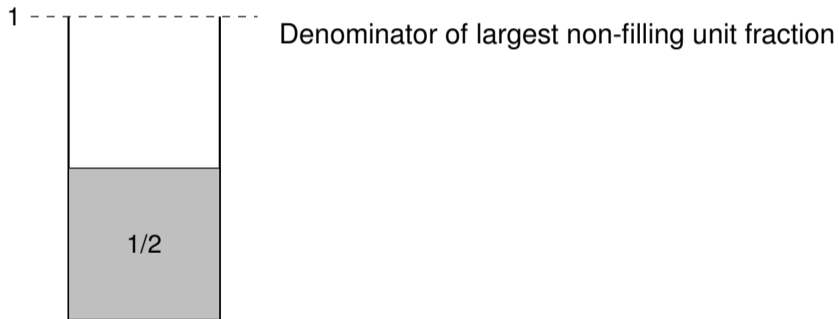 1
Denominator of largest non-filling unit fraction
1/2